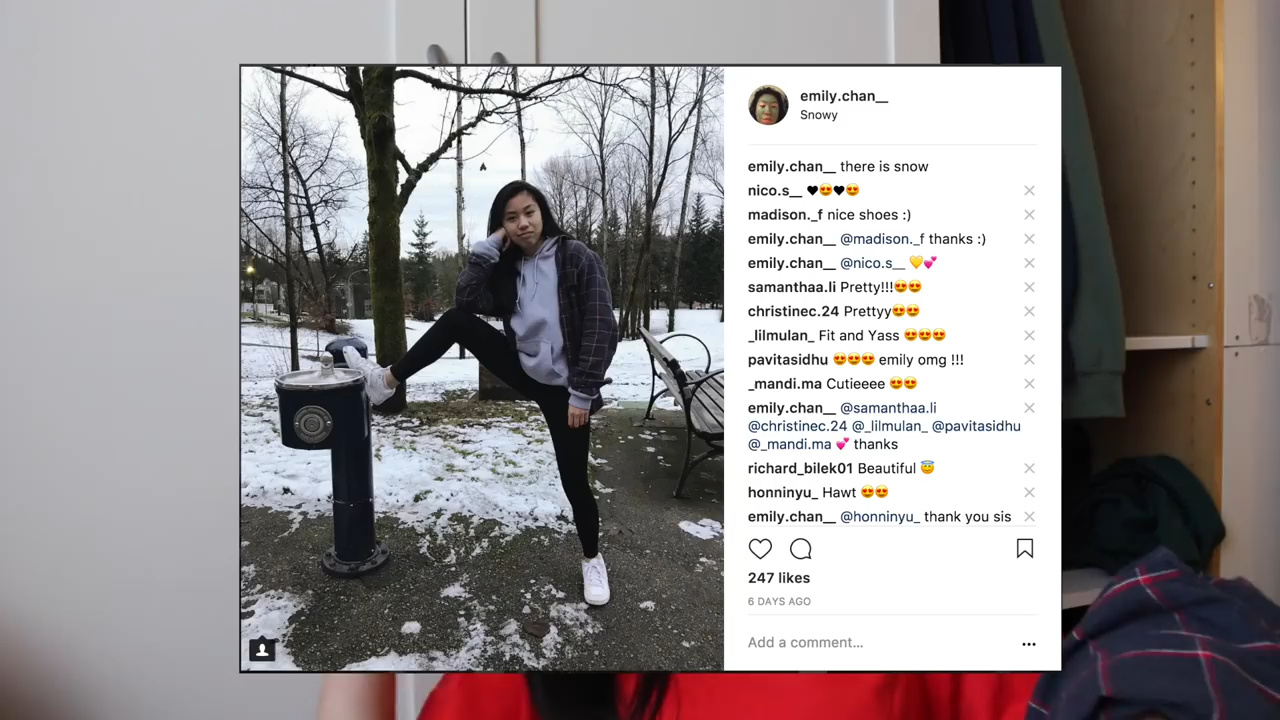 emily.chan__
Snowy
emily.chan__ there is snow
nico.s__ 🖤😍🖤😍
madison._f nice shoes :)
emily.chan__ @madison._f thanks :)
emily.chan__ @nico.s__ 💛💕
samanthaa.li Pretty!!!😍😍
christinec.24 Prettyy😍😍
_lilmulan_ Fit and Yass 😍😍😍
pavitasidhu 😍😍😍 emily omg !!!
_mandi.ma Cutieeee 😍😍
emily.chan__ @samanthaa.li
@christinec.24 @_lilmulan_ @pavitasidhu
@_mandi.ma 💕 thanks
richard_bilek01 Beautiful 😇
honninyu_ Hawt 😍😍
emily.chan__ @honninyu_ thank you sis
247 likes
6 DAYS AGO
Add a comment...